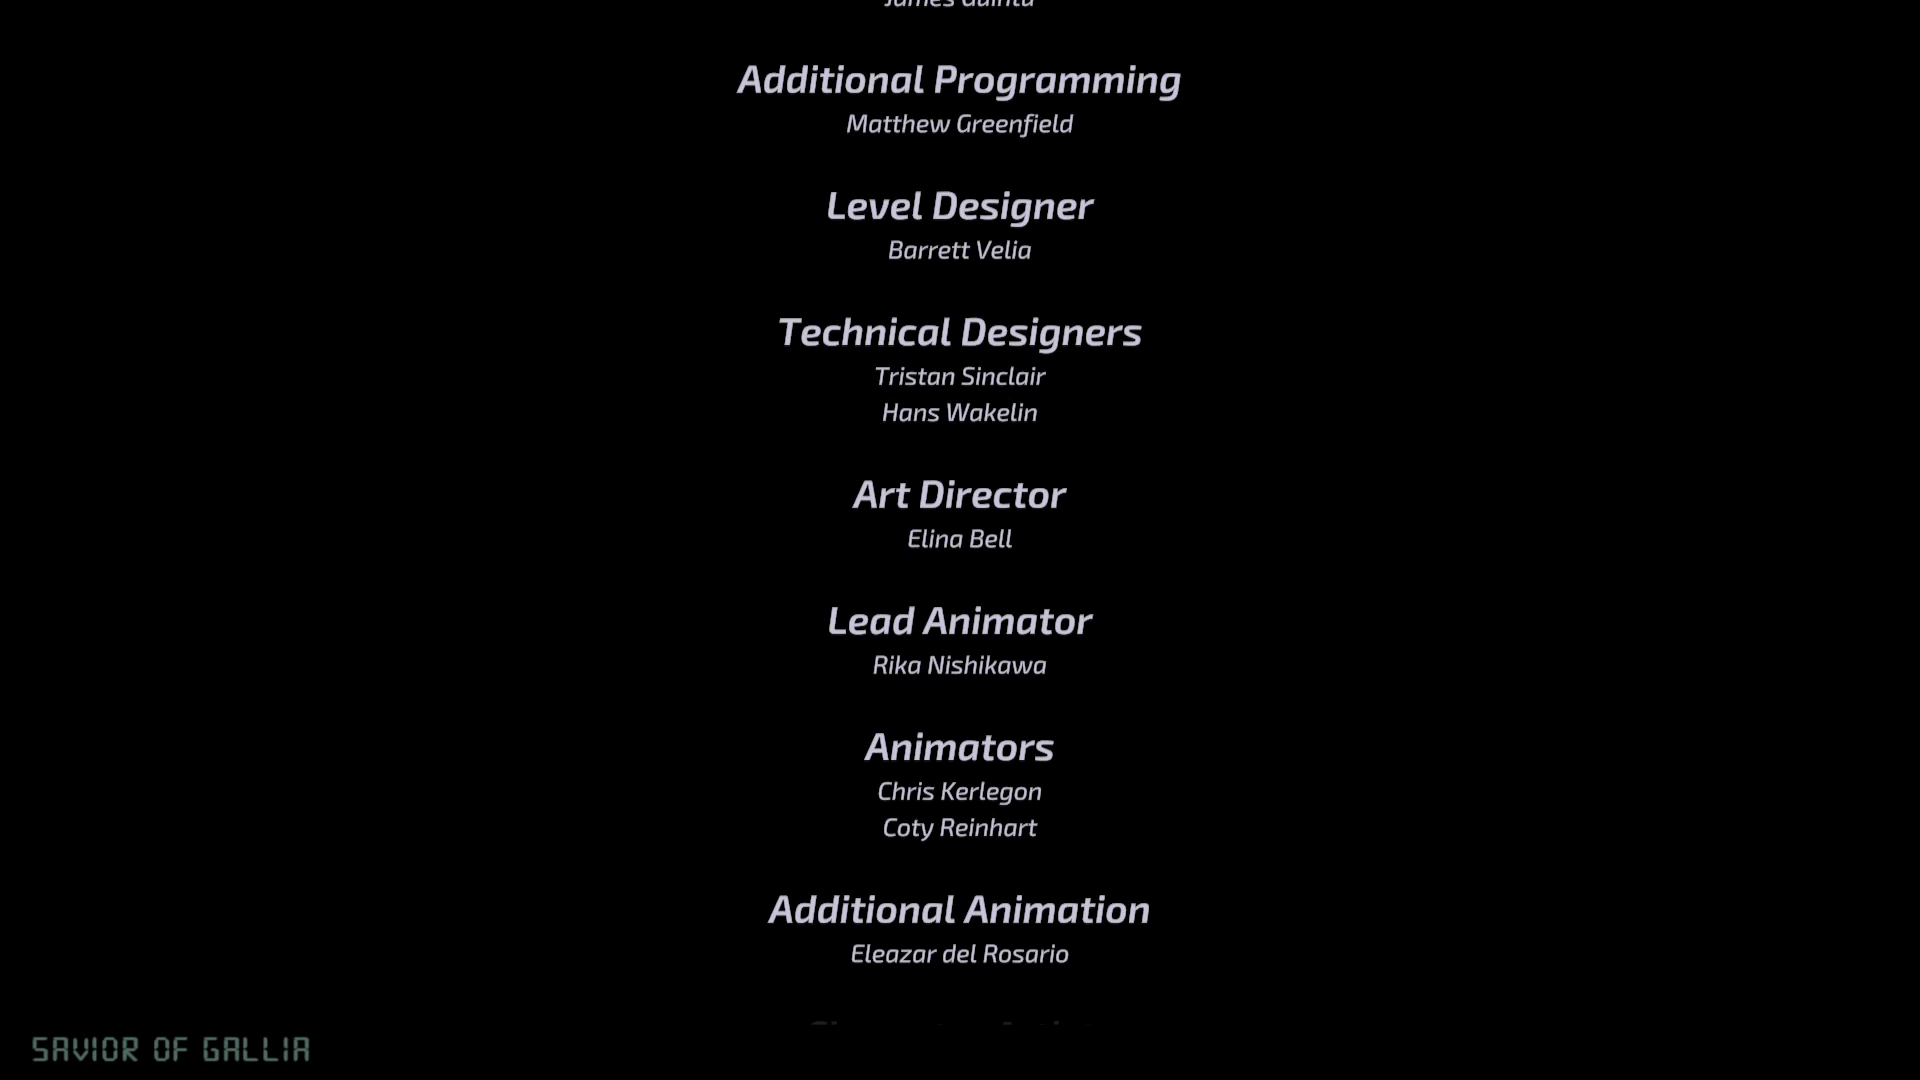 Additional Programming
Matthew Greenfield
Level Designer
Barrett Velia
Technical Designers
Tristan Sinclair
Hans Wakelin
Art Director
Elina Bell
Lead Animator
Rika Nishikawa
Animators
Chris Kerlegon
Coty Reinhart
Additional Animation
Eleazar del Rosario
SAVIOR OF GALLIA